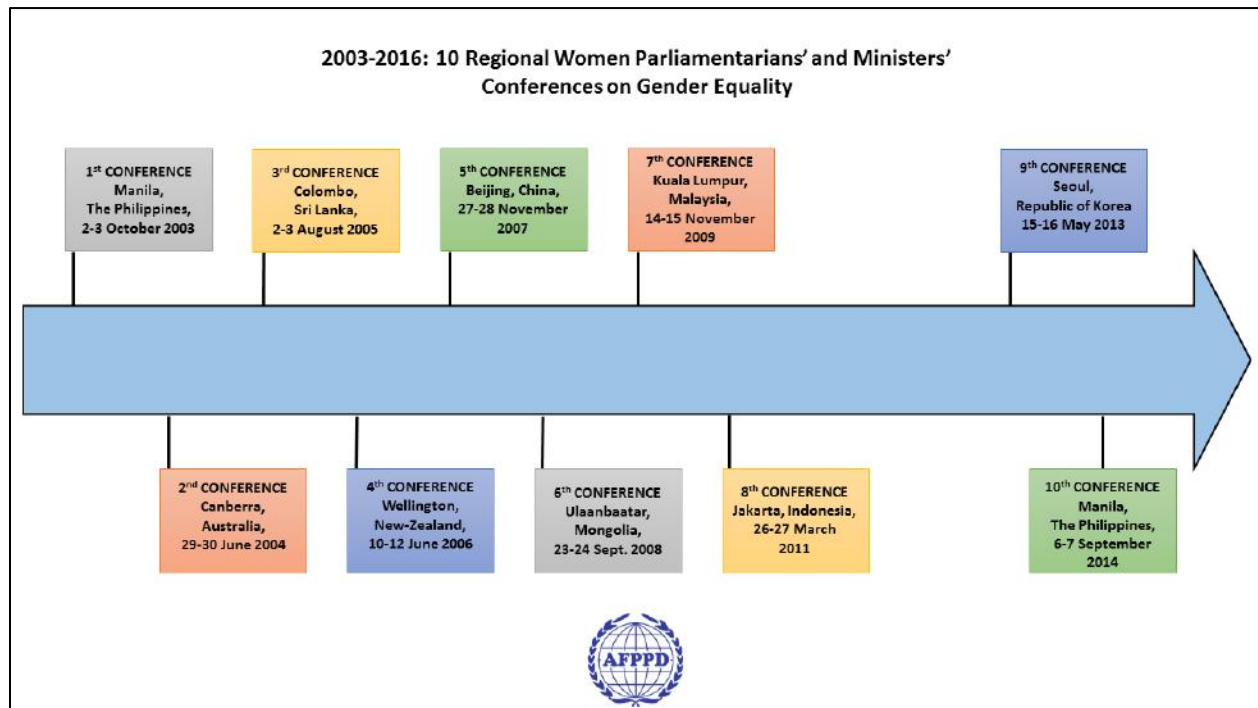 2003-2016: 10 Regional Women Parliamentarians’ and Ministers’
Conferences on Gender Equality
1st CONFERENCE
Manila,
The Philippines,
2-3 October 2003
3rd CONFERENCE
Colombo,
Sri Lanka,
2-3 August 2005
5th CONFERENCE
Beijing, China,
27-28 November
2007
7th CONFERENCE
Kuala Lumpur,
Malaysia,
14-15 November
2009
9th CONFERENCE
Seoul,
Republic of Korea
15-16 May 2013
2nd CONFERENCE
Canberra,
Australia,
29-30 June 2004
4th CONFERENCE
Wellington,
New-Zealand,
10-12 June 2006
6th CONFERENCE
Ulaanbaatar,
Mongolia,
23-24 Sept. 2008
8th CONFERENCE
Jakarta, Indonesia,
26-27 March
2011
10th CONFERENCE
Manila,
The Philippines,
6-7 September
2014
AFPPD